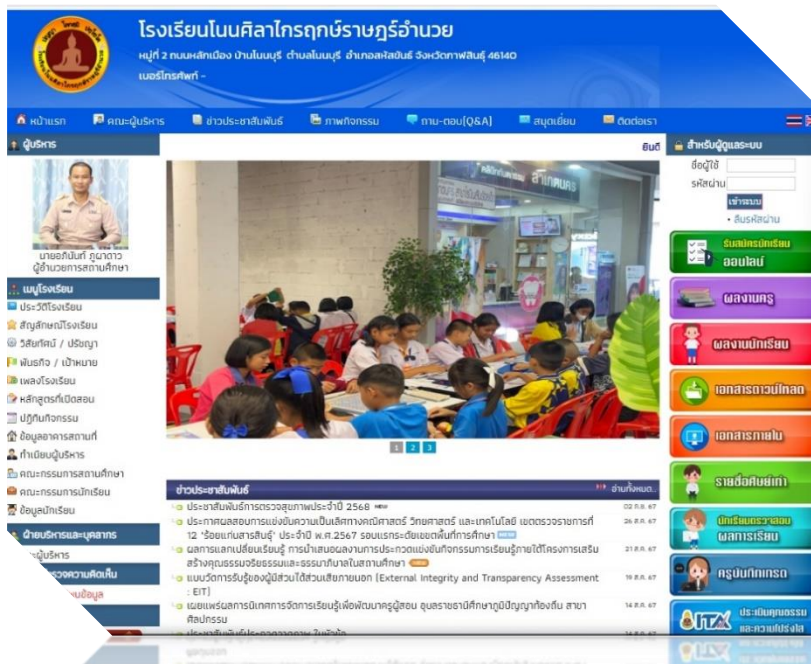 โรงเรียนโนนศิลาไกรฤกษ์ราษฎร์อำนวย
หมู่ที่ 2 ถนนหลักเมือง บ้านโนนบุรี ตำบลโนนบุรี อำเภอสหัสขันธ์ จังหวัดกาฬสินธุ์ 46140
เบอร์โทรศัพท์ -
หน้าแรก คณะผู้บริหาร ข่าวประชาสัมพันธ์ ภาพกิจกรรม ถาม-ตอบ(Q&A) สมุดเยี่ยม ติดต่อเรา
ผู้บริหาร
นายอภินันท์ ภูผาดาว
ผู้อำนวยการสถานศึกษา
เมนูโรงเรียน
ประวัติโรงเรียน
สัญลักษณ์โรงเรียน
วิสัยทัศน์ / ปรัชญา
พันธกิจ / เป้าหมาย
เพลงโรงเรียน
หลักสูตรที่เปิดสอน
ปฏิทินกิจกรรม
ข้อมูลอาคารสถานที่
ทำเนียบผู้บริหาร
คณะกรรมการสถานศึกษา
คณะกรรมการนักเรียน
ข้อมูลนักเรียน
ฝ่ายบริหารและบุคลากร
ยินดี
1 2 3
ข่าวประชาสัมพันธ์ อ่านทั้งหมด..
ประชาสัมพันธ์การตรวจสุขภาพประจำปี 2568 02 ก.ย. 67
ประกาศผลสอบการแข่งขันความเป็นเลิศทางคณิตศาสตร์ วิทยาศาสตร์ และเทคโนโลยี เขตตรวจราชการที่ 26 ส.ค. 67
12 "ร้อยแก่นสารสินธุ์" ประจำปี พ.ศ.2567 รอบแรกระดับเขตพื้นที่การศึกษา
ผลการแลกเปลี่ยนเรียนรู้ การนำเสนอผลงานการประกวดแข่งขันกิจกรรมการเรียนรู้ภายใต้โครงการเสริม 21 ส.ค. 67
สร้างคุณธรรมจริยธรรมและธรรมาภิบาลในสถานศึกษา
แบบวัดการรับรู้ของผู้มีส่วนได้ส่วนเสียภายนอก (External Integrity and Transparency Assessment 19 ส.ค. 67
: EIT)
เผยแพร่ผลการนิเทศการจัดการเรียนรู้เพื่อพัฒนาครูผู้สอน อุบลราชธานีศึกษาภูมิปัญญาท้องถิ่น สาขา 14 ส.ค. 67
ศิลปกรรม
สำหรับผู้ดูแลระบบ
ชื่อผู้ใช้
รหัสผ่าน
เข้าระบบ
ลืมรหัสผ่าน
รับสมัครนักเรียน
ออนไลน์
ผลงานครู
ผลงานนักเรียน
เอกสารดาวน์โหลด
เอกสารภายใน
รายชื่อศิษย์เก่า
นักเรียนตรวจสอบ
ผลการเรียน
ครูบันทึกเกรด
ITA ประเมินคุณธรรม
และความโปร่งใส